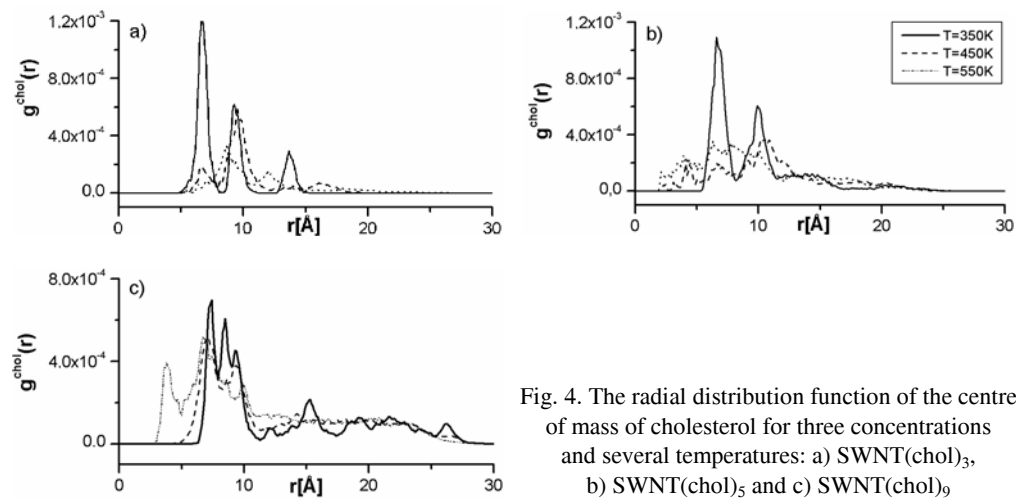 a)
1.2x10⁻³
8.0x10⁻⁴
4.0x10⁻⁴
0,0
gᶜʰᵒˡ(r)
0 10 20 30
r[Å]
b)
1.2x10⁻³
8.0x10⁻⁴
4.0x10⁻⁴
0.0
gᶜʰᵒˡ(r)
0 10 20 30
r[Å]
T=350K
T=450K
T=550K
c)
8.0x10⁻⁴
4.0x10⁻⁴
0.0
gᶜʰᵒˡ(r)
0 10 20 30
r[Å]
Fig. 4. The radial distribution function of the centre
of mass of cholesterol for three concentrations
and several temperatures: a) SWNT(chol)₃,
b) SWNT(chol)₅ and c) SWNT(chol)₉